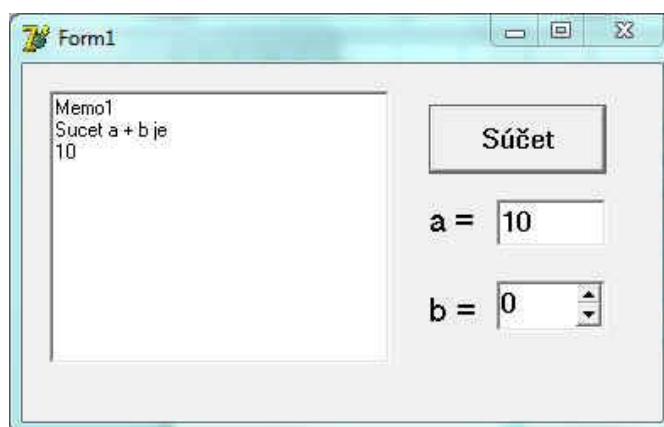 Form1
Memo1
Sucet a + b je
10
Súčet
a = 10
b = 0